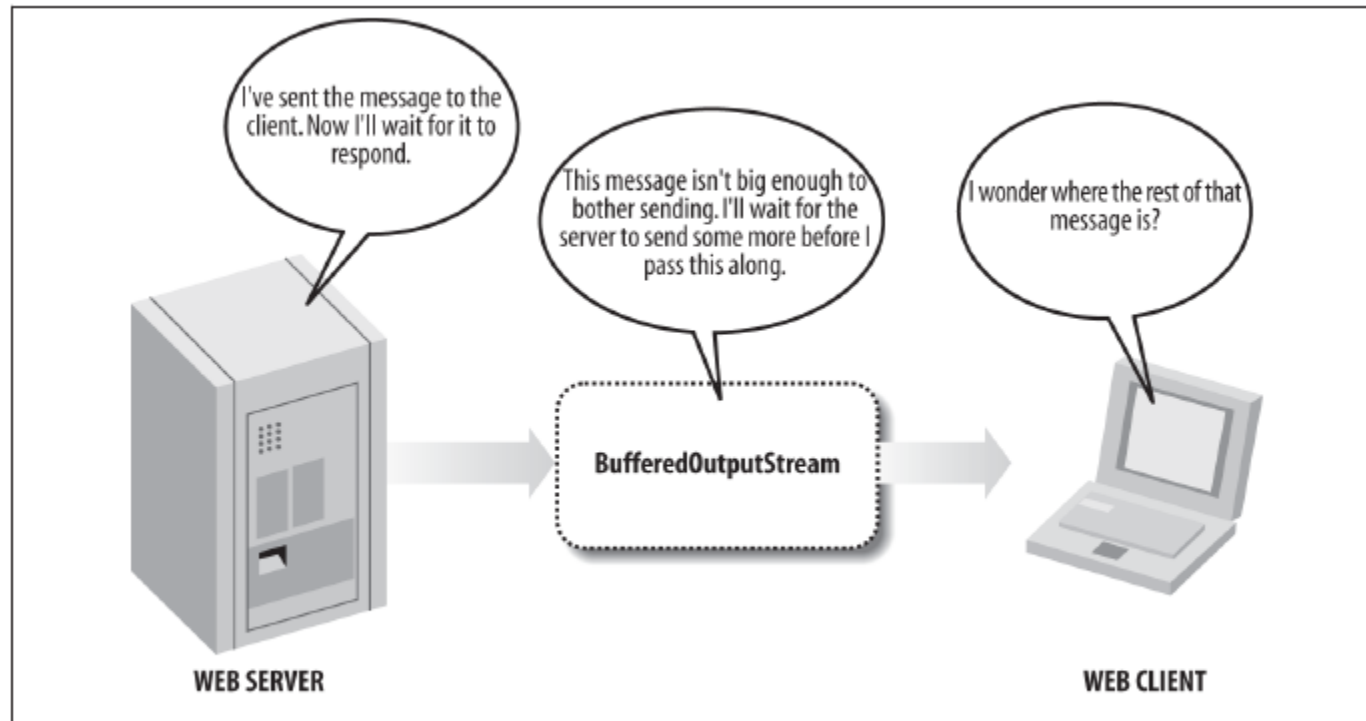 I've sent the message to the
client. Now I'll wait for it to
respond.
This message isn't big enough to
bother sending. I'll wait for the
server to send some more before I
pass this along.
I wonder where the rest of that
message is?
BufferedOutputStream
WEB SERVER
WEB CLIENT